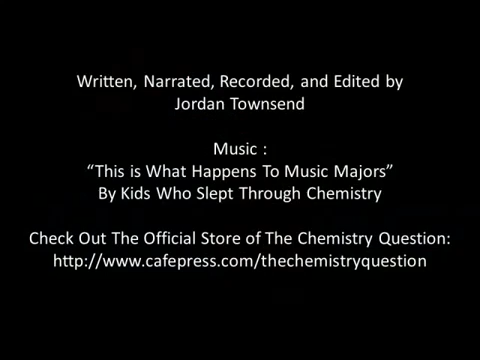 Written, Narrated, Recorded, and Edited by
Jordan Townsend
Music :
“This is What Happens To Music Majors”
By Kids Who Slept Through Chemistry
Check Out The Official Store of The Chemistry Question:
http://www.cafepress.com/thechemistryquestion